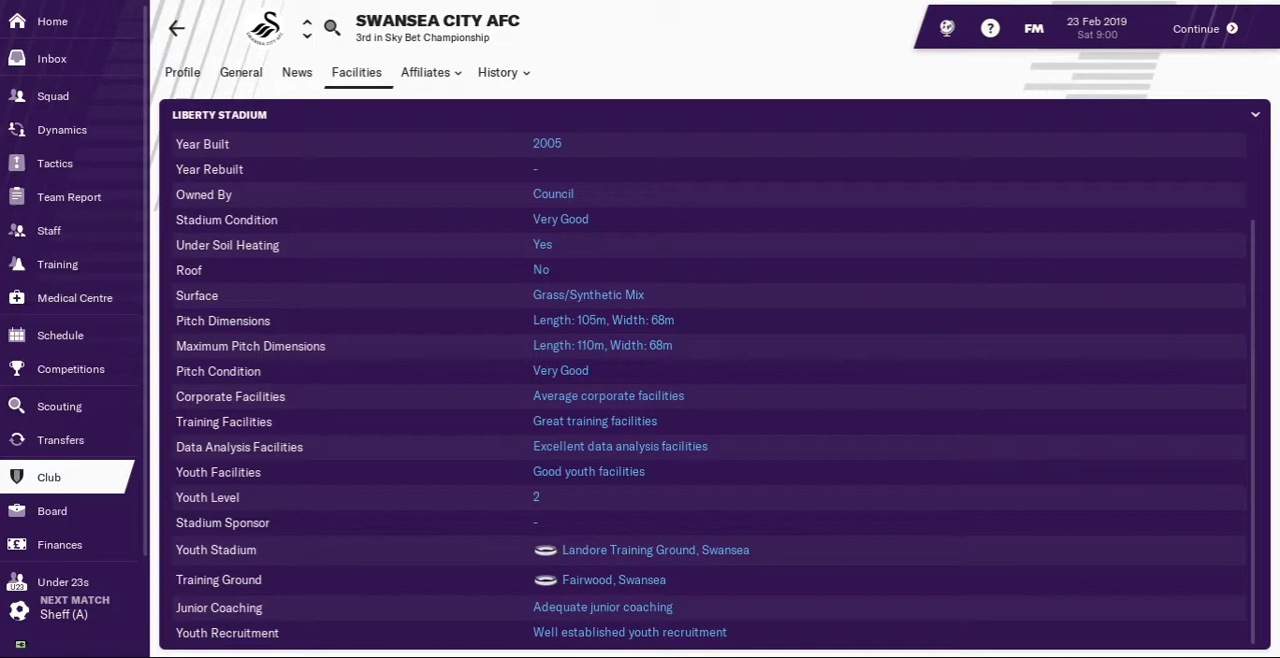 Home
Inbox
Squad
Dynamics
Tactics
Team Report
Staff
Training
Medical Centre
Schedule
Competitions
Scouting
Transfers
Club
Board
Finances
U23 Under 23s
NEXT MATCH
Sheff (A)
SWANSEA CITY AFC
3rd in Sky Bet Championship
? FM
23 Feb 2019
Sat 9:00
Continue
Profile General News Facilities Affiliates History
LIBERTY STADIUM
Year Built 2005
Year Rebuilt -
Owned By Council
Stadium Condition Very Good
Under Soil Heating Yes
Roof No
Surface Grass/Synthetic Mix
Pitch Dimensions Length: 105m, Width: 68m
Maximum Pitch Dimensions Length: 110m, Width: 68m
Pitch Condition Very Good
Corporate Facilities Average corporate facilities
Training Facilities Great training facilities
Data Analysis Facilities Excellent data analysis facilities
Youth Facilities Good youth facilities
Youth Level 2
Stadium Sponsor -
Youth Stadium Landore Training Ground, Swansea
Training Ground Fairwood, Swansea
Junior Coaching Adequate junior coaching
Youth Recruitment Well established youth recruitment